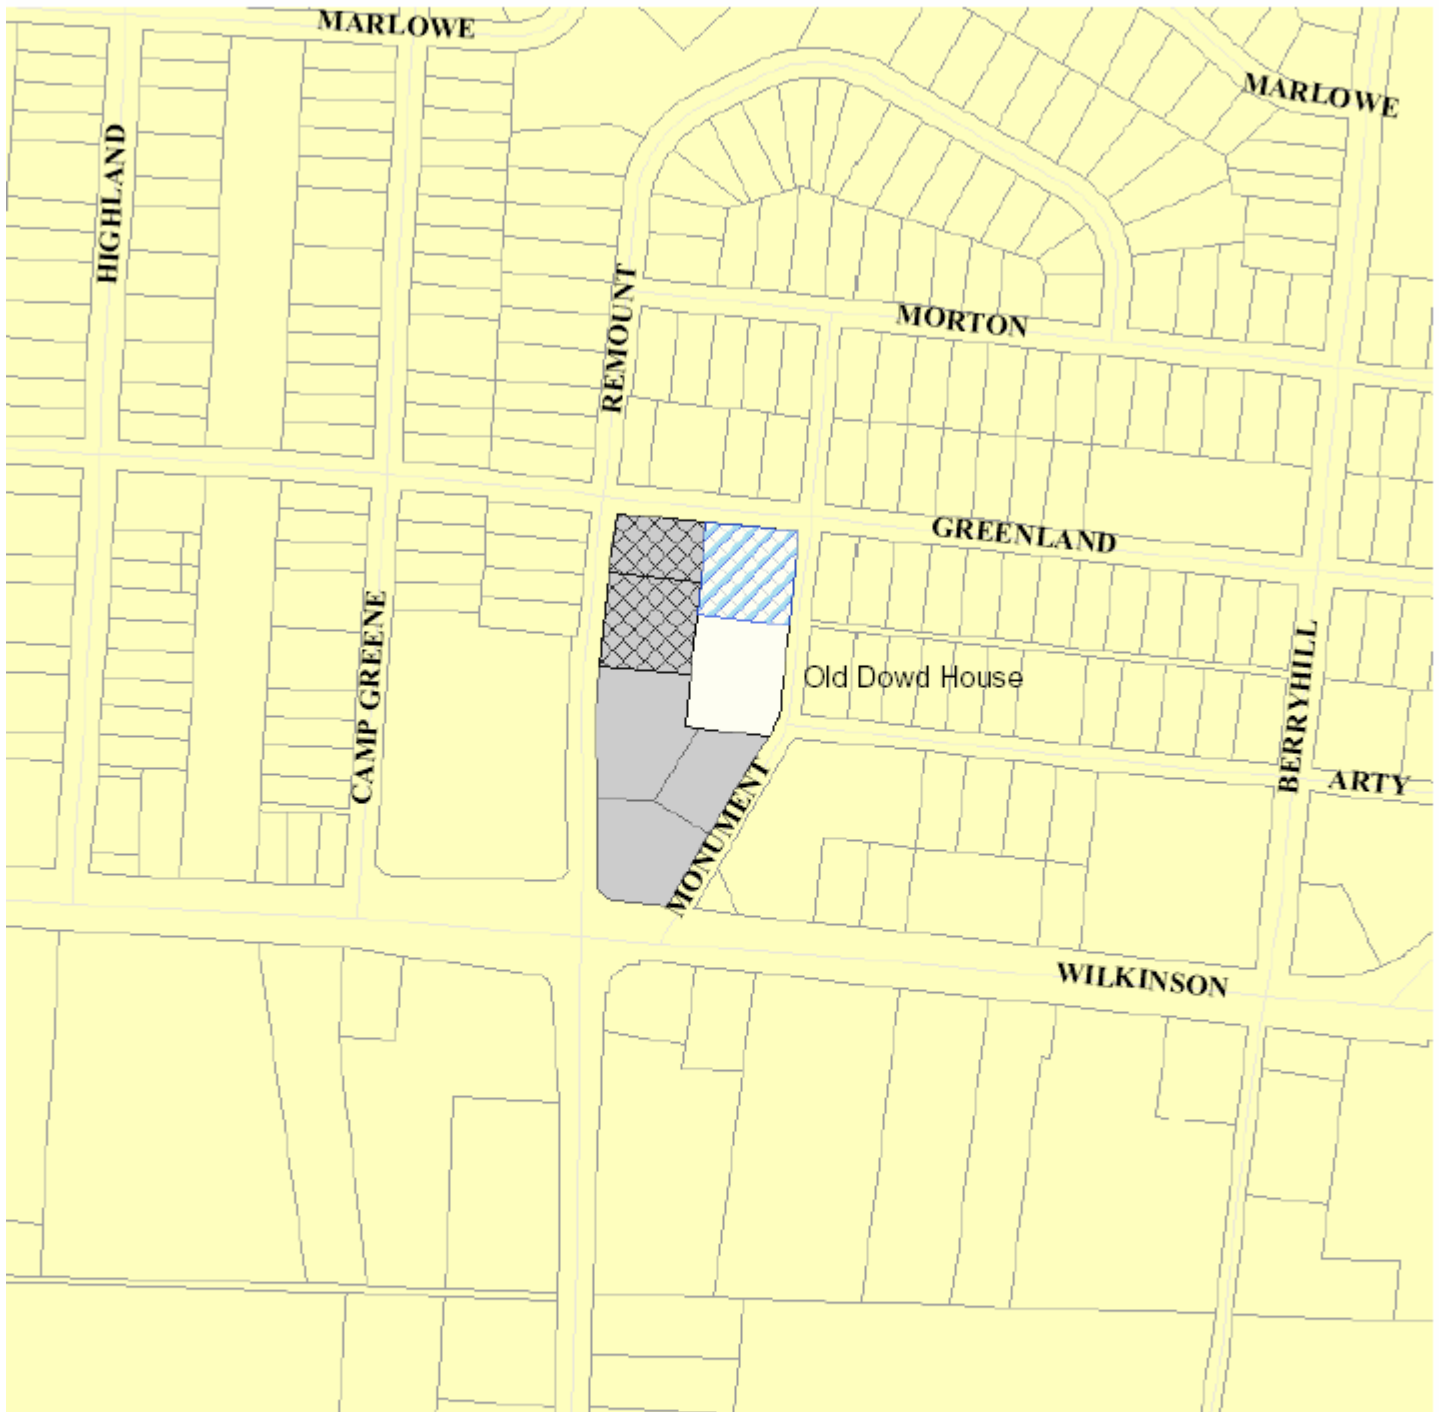 MARLOWE
MARLOWE
HIGHLAND
REMOUNT
MORTON
GREENLAND
CAMP GREENE
Old Dowd House
BERRYHILL
ARTY
MONUMENT
WILKINSON